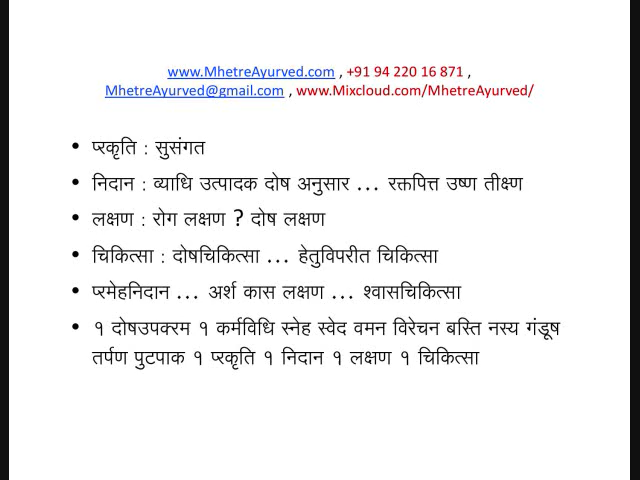 www.MhetreAyurved.com , +91 94 220 16 871 ,
MhetreAyurved@gmail.com , www.Mixcloud.com/MhetreAyurved/
• प्रकृति : सुसंगत
• निदान : व्याधि उत्पादक दोष अनुसार ... रक्तपित्त उष्ण तीक्ष्ण
• लक्षण : रोग लक्षण ? दोष लक्षण
• चिकित्सा : दोषचिकित्सा ... हेतुविपरीत चिकित्सा
• प्रमेहनिदान ... अर्श कास लक्षण ... श्वासचिकित्सा
• १ दोषउपक्रम १ कर्मविधि स्नेह स्वेद वमन विरेचन बस्ति नस्य गंडूष
तर्पण पुटपाक १ प्रकृति १ निदान १ लक्षण १ चिकित्सा